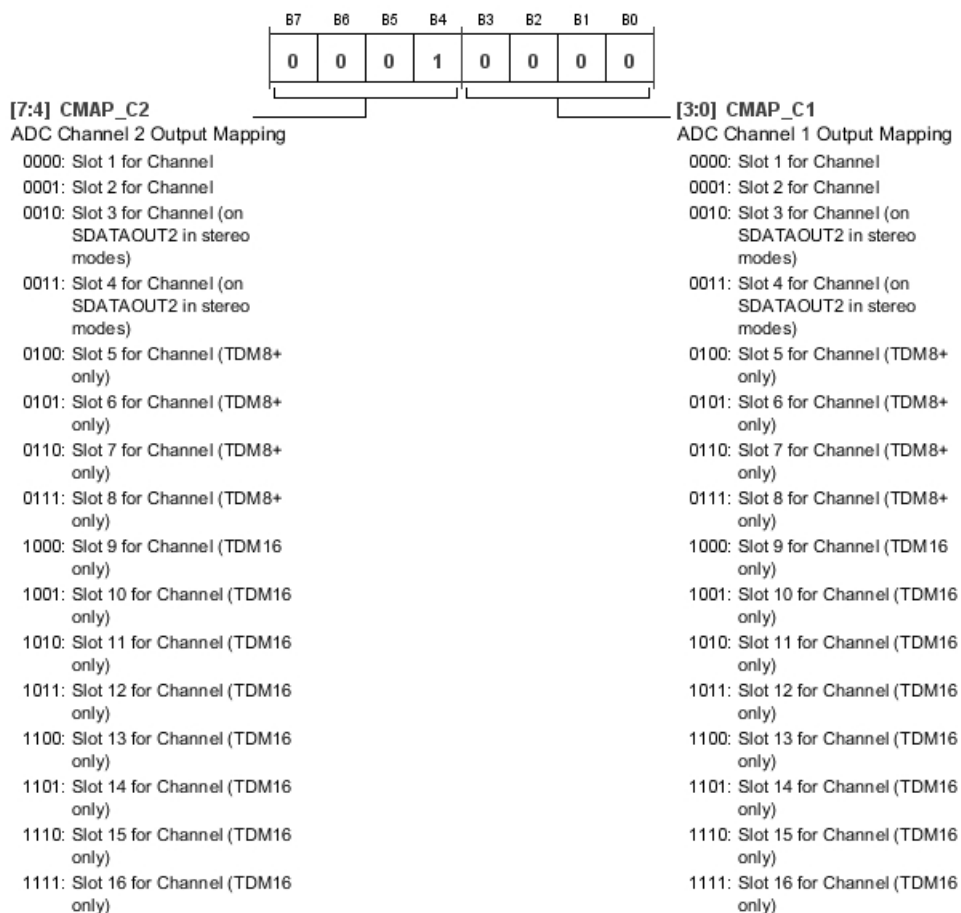 B7 B6 B5 B4 B3 B2 B1 B0
0 0 0 1 0 0 0 0
[7:4] CMAP_C2
ADC Channel 2 Output Mapping
0000: Slot 1 for Channel
0001: Slot 2 for Channel
0010: Slot 3 for Channel (on
SDATAOUT2 in stereo
modes)
0011: Slot 4 for Channel (on
SDATAOUT2 in stereo
modes)
0100: Slot 5 for Channel (TDM8+
only)
0101: Slot 6 for Channel (TDM8+
only)
0110: Slot 7 for Channel (TDM8+
only)
0111: Slot 8 for Channel (TDM8+
only)
1000: Slot 9 for Channel (TDM16
only)
1001: Slot 10 for Channel (TDM16
only)
1010: Slot 11 for Channel (TDM16
only)
1011: Slot 12 for Channel (TDM16
only)
1100: Slot 13 for Channel (TDM16
only)
1101: Slot 14 for Channel (TDM16
only)
1110: Slot 15 for Channel (TDM16
only)
1111: Slot 16 for Channel (TDM16
only)
[3:0] CMAP_C1
ADC Channel 1 Output Mapping
0000: Slot 1 for Channel
0001: Slot 2 for Channel
0010: Slot 3 for Channel (on
SDATAOUT2 in stereo
modes)
0011: Slot 4 for Channel (on
SDATAOUT2 in stereo
modes)
0100: Slot 5 for Channel (TDM8+
only)
0101: Slot 6 for Channel (TDM8+
only)
0110: Slot 7 for Channel (TDM8+
only)
0111: Slot 8 for Channel (TDM8+
only)
1000: Slot 9 for Channel (TDM16
only)
1001: Slot 10 for Channel (TDM16
only)
1010: Slot 11 for Channel (TDM16
only)
1011: Slot 12 for Channel (TDM16
only)
1100: Slot 13 for Channel (TDM16
only)
1101: Slot 14 for Channel (TDM16
only)
1110: Slot 15 for Channel (TDM16
only)
1111: Slot 16 for Channel (TDM16
only)